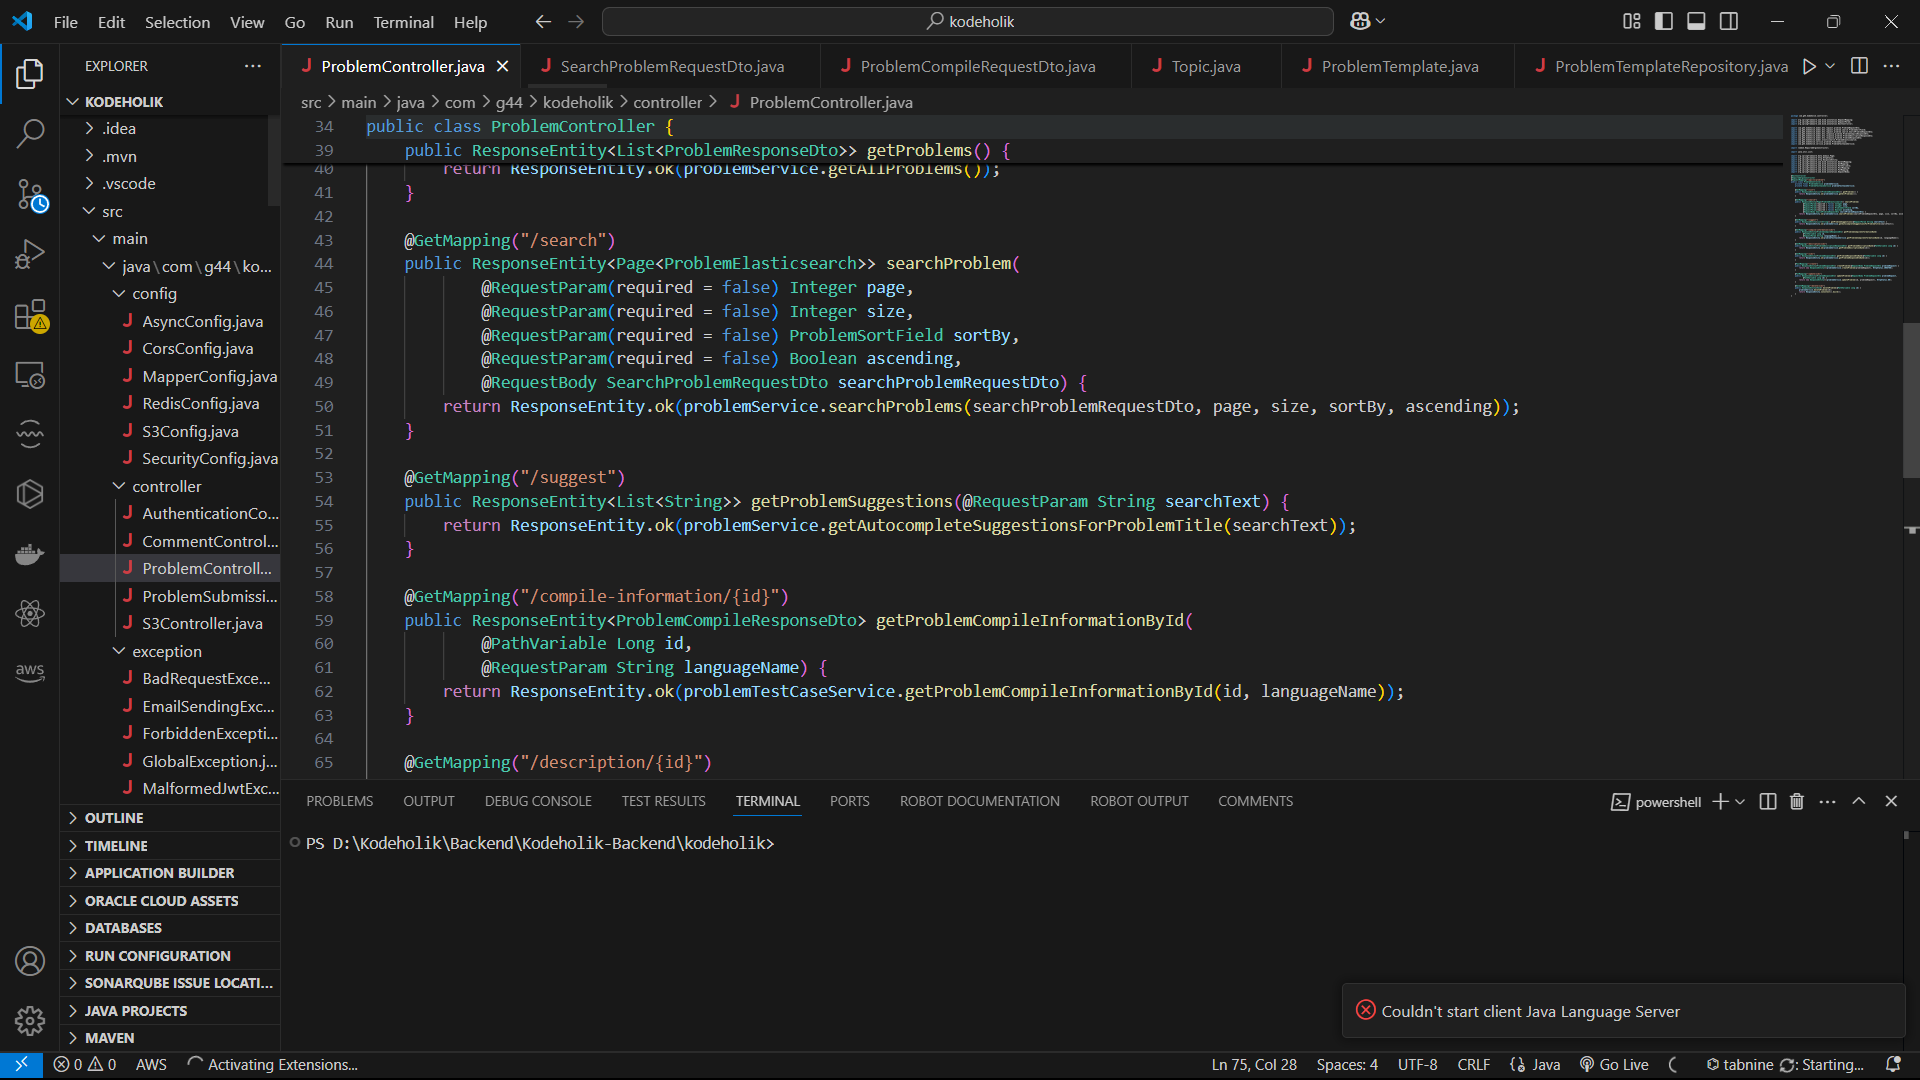 File Edit Selection View Go Run Terminal Help
kodeholik
EXPLORER
KODEHOLIK
.idea
.mvn
.vscode
src
main
java\com\g44\ko...
config
AsyncConfig.java
CorsConfig.java
MapperConfig.java
RedisConfig.java
S3Config.java
SecurityConfig.java
controller
AuthenticationCo...
CommentControl...
ProblemControll...
ProblemSubmissi...
S3Controller.java
exception
BadRequestExce...
EmailSendingExc...
ForbiddenExcepti...
GlobalException.j...
MalformedJwtExc...
OUTLINE
TIMELINE
APPLICATION BUILDER
ORACLE CLOUD ASSETS
DATABASES
RUN CONFIGURATION
SONARQUBE ISSUE LOCATI...
JAVA PROJECTS
MAVEN
aws
ProblemController.java SearchProblemRequestDto.java ProblemCompileRequestDto.java Topic.java ProblemTemplate.java ProblemTemplateRepository.java
src > main > java > com > g44 > kodeholik > controller > ProblemController.java
34 public class ProblemController {
39 public ResponseEntity<List<ProblemResponseDto>> getProblems() {
40 return ResponseEntity.ok(problemService.getAllProblems());
41 }
42
43 @GetMapping("/search")
44 public ResponseEntity<Page<ProblemElasticsearch>> searchProblem(
45 @RequestParam(required = false) Integer page,
46 @RequestParam(required = false) Integer size,
47 @RequestParam(required = false) ProblemSortField sortBy,
48 @RequestParam(required = false) Boolean ascending,
49 @RequestBody SearchProblemRequestDto searchProblemRequestDto) {
50 return ResponseEntity.ok(problemService.searchProblems(searchProblemRequestDto, page, size, sortBy, ascending));
51 }
52
53 @GetMapping("/suggest")
54 public ResponseEntity<List<String>> getProblemSuggestions(@RequestParam String searchText) {
55 return ResponseEntity.ok(problemService.getAutocompleteSuggestionsForProblemTitle(searchText));
56 }
57
58 @GetMapping("/compile-information/{id}")
59 public ResponseEntity<ProblemCompileResponseDto> getProblemCompileInformationById(
60 @PathVariable Long id,
61 @RequestParam String languageName) {
62 return ResponseEntity.ok(problemTestCaseService.getProblemCompileInformationById(id, languageName));
63 }
64
65 @GetMapping("/description/{id}")
PROBLEMS OUTPUT DEBUG CONSOLE TEST RESULTS TERMINAL PORTS ROBOT DOCUMENTATION ROBOT OUTPUT COMMENTS
powershell
PS D:\Kodeholik\Backend\Kodeholik-Backend\kodeholik>
Couldn't start client Java Language Server
0 0 AWS Activating Extensions... Ln 75, Col 28 Spaces: 4 UTF-8 CRLF Java Go Live tabnine : Starting...